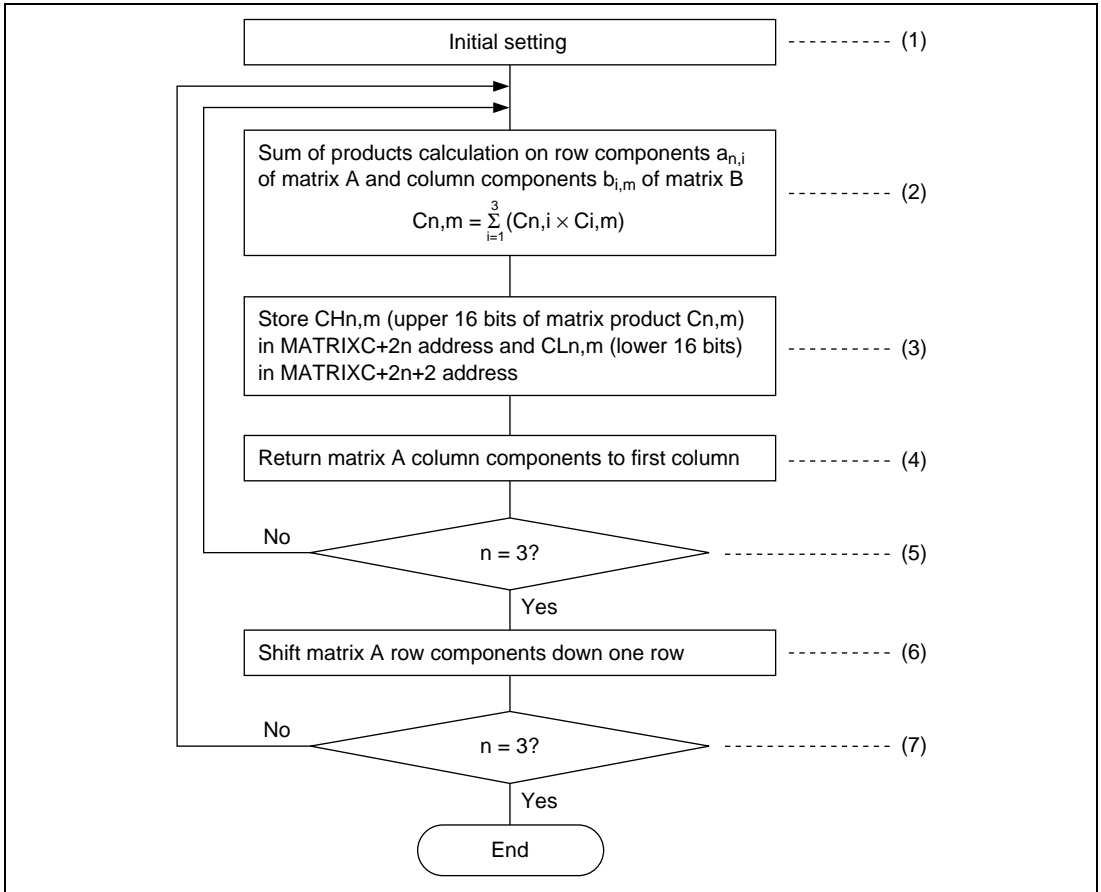 Initial setting
(1)
Sum of products calculation on row components aₙ,ᵢ
of matrix A and column components bᵢ,ₘ of matrix B
(2)
Cn,m = Σ³ᵢ₌₁ (Cn,i × Ci,m)
Store CHn,m (upper 16 bits of matrix product Cn,m)
in MATRIXC+2n address and CLn,m (lower 16 bits)
(3)
in MATRIXC+2n+2 address
Return matrix A column components to first column
(4)
No
n = 3?
(5)
Yes
Shift matrix A row components down one row
(6)
No
n = 3?
(7)
Yes
End